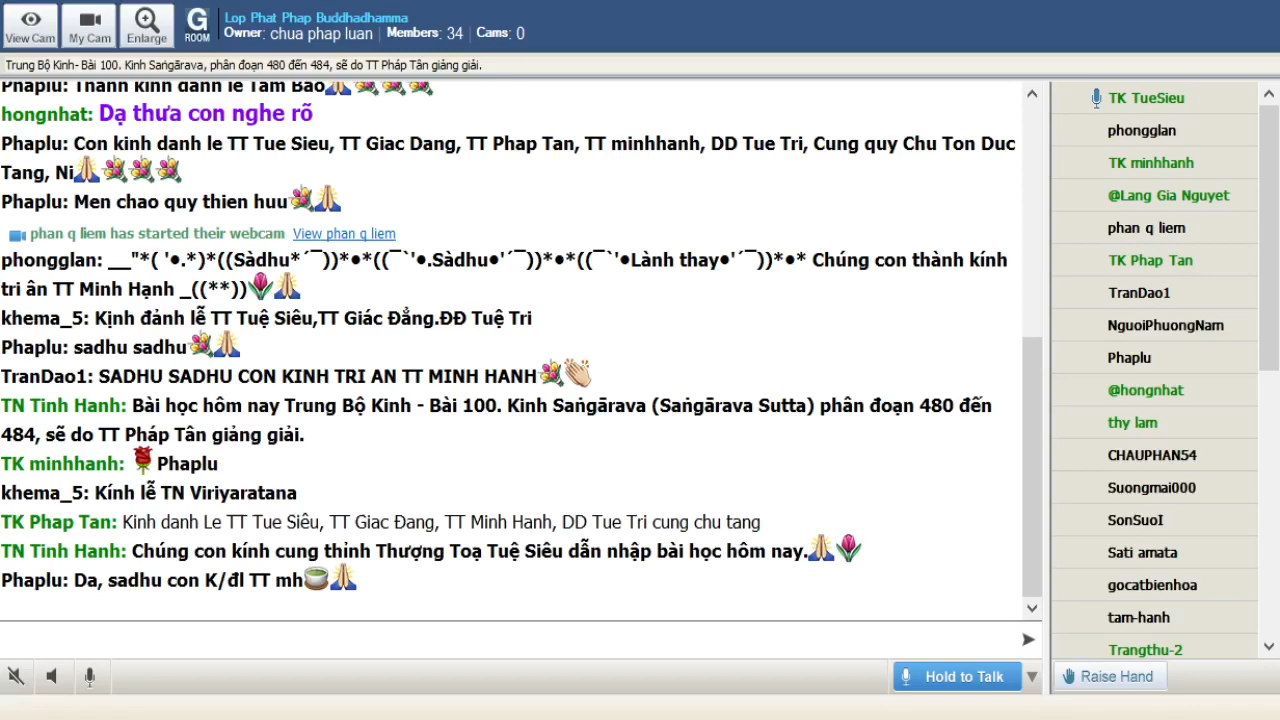 View Cam
My Cam
Enlarge
G
ROOM
Lop Phat Phap Buddhadhamma
Owner: chua phap luan | Members: 34 | Cams: 0
Trung Bộ Kinh- Bài 100. Kinh Saṅgārava, phân đoạn 480 đến 484, sẽ do TT Pháp Tân giảng giải.
Phaplu: Thanh kinh danh le Tam Bao
hongnhat: Dạ thưa con nghe rõ
Phaplu: Con kinh danh le TT Tue Sieu, TT Giac Dang, TT Phap Tan, TT minhhanh, DD Tue Tri, Cung quy Chu Ton Duc
Tang, Ni
Phaplu: Men chao quy thien huu
phan q liem has started their webcam View phan q liem
phongglan: __"*( '•.*)*((Sàdhu*´¯))*•*((¯`'•.Sàdhu•'´¯))*•*((¯`'•Lành thay•'´¯))*•* Chúng con thành kính
tri ân TT Minh Hạnh _((**))
khema_5: Kịnh đảnh lễ TT Tuệ Siêu,TT Giác Đẳng.ĐĐ Tuệ Tri
Phaplu: sadhu sadhu
TranDao1: SADHU SADHU CON KINH TRI AN TT MINH HANH
TN Tinh Hanh: Bài học hôm nay Trung Bộ Kinh - Bài 100. Kinh Saṅgārava (Saṅgārava Sutta) phân đoạn 480 đến
484, sẽ do TT Pháp Tân giảng giải.
TK minhhanh: Phaplu
khema_5: Kính lễ TN Viriyaratana
TK Phap Tan: Kinh danh Le TT Tue Siêu, TT Giac Đang, TT Minh Hanh, DD Tue Tri cung chu tang
TN Tinh Hanh: Chúng con kính cung thỉnh Thượng Toạ Tuệ Siêu dẫn nhập bài học hôm nay.
Phaplu: Da, sadhu con K/đl TT mh
Hold to Talk
TK TueSieu
phongglan
TK minhhanh
@Lang Gia Nguyet
phan q liem
TK Phap Tan
TranDao1
NguoiPhuongNam
Phaplu
@hongnhat
thy lam
CHAUPHAN54
Suongmai000
SonSuoI
Sati amata
gocatbienhoa
tam-hanh
Trangthu-2
Raise Hand